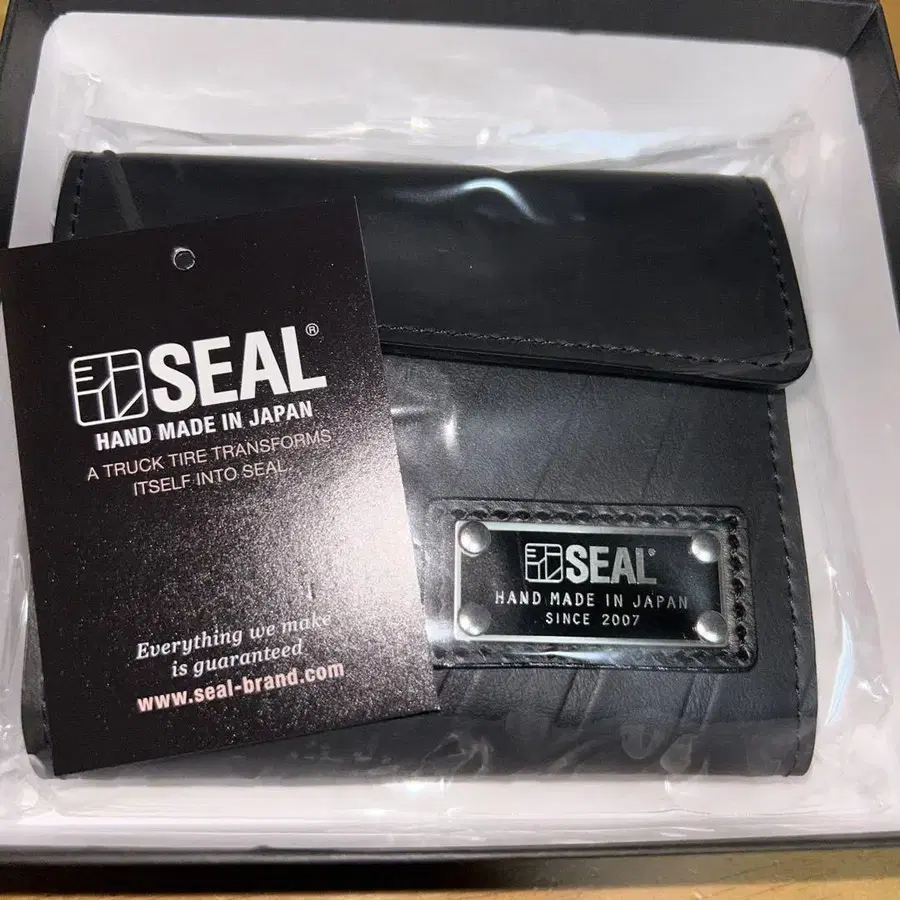 SEAL®
HAND MADE IN JAPAN
A TRUCK TIRE TRANSFORMS
ITSELF INTO SEAL.
Everything we make
is guaranteed
www.seal-brand.com
SEAL®
HAND MADE IN JAPAN
SINCE 2007